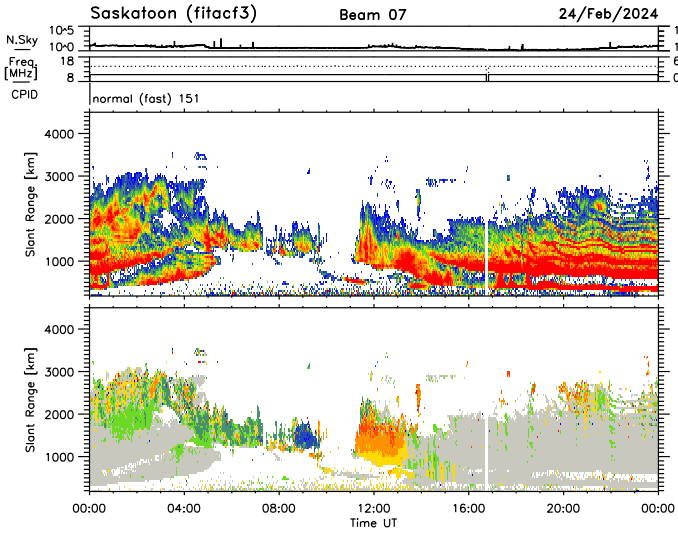 Saskatoon (fitacf3) Beam 07 24/Feb/2024
N.Sky 10^5 10^0 1 1
Freq. [MHz] 18 8 6 0
CPID normal (fast) 151
Slant Range [km] 4000 3000 2000 1000
Slant Range [km] 4000 3000 2000 1000
00:00 04:00 08:00 12:00 16:00 20:00 00:00
Time UT